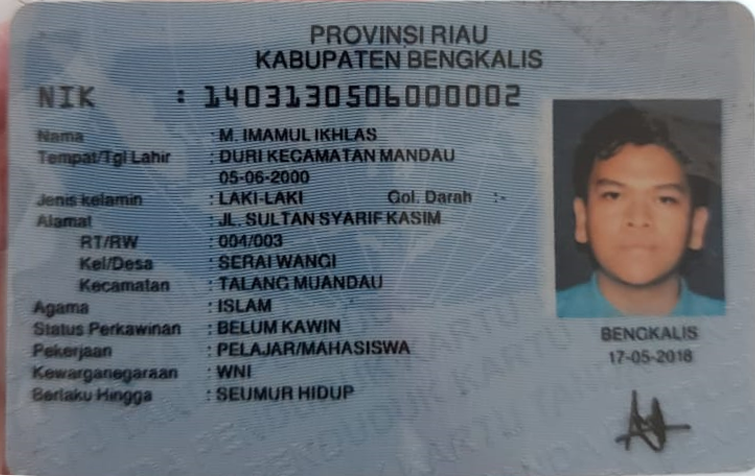 PROVINSI RIAU
KABUPATEN BENGKALIS
NIK : 1403130506000002
Nama : M. IMAMUL IKHLAS
Tempat/Tgl Lahir : DURI KECAMATAN MANDAU
05-06-2000
Jenis kelamin : LAKI-LAKI Gol. Darah : -
Alamat : JL. SULTAN SYARIF KASIM
RT/RW : 004/003
Kel/Desa : SERAI WANGI
Kecamatan : TALANG MUANDAU
Agama : ISLAM
Status Perkawinan : BELUM KAWIN
Pekerjaan : PELAJAR/MAHASISWA
Kewarganegaraan : WNI
Berlaku Hingga : SEUMUR HIDUP
BENGKALIS
17-05-2018